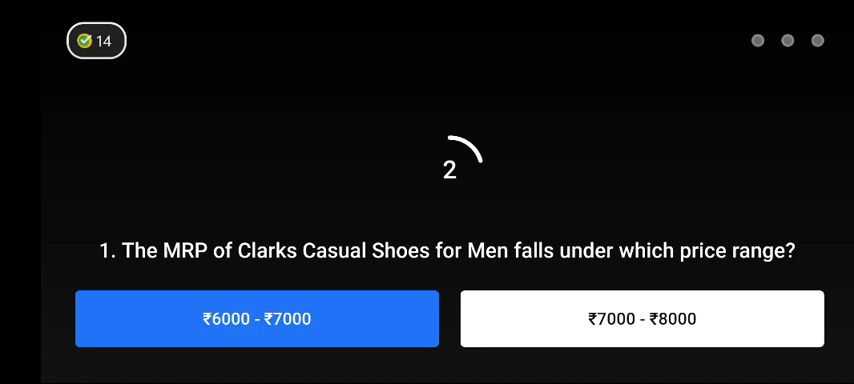 14
2
1. The MRP of Clarks Casual Shoes for Men falls under which price range?
₹6000 - ₹7000
₹7000 - ₹8000